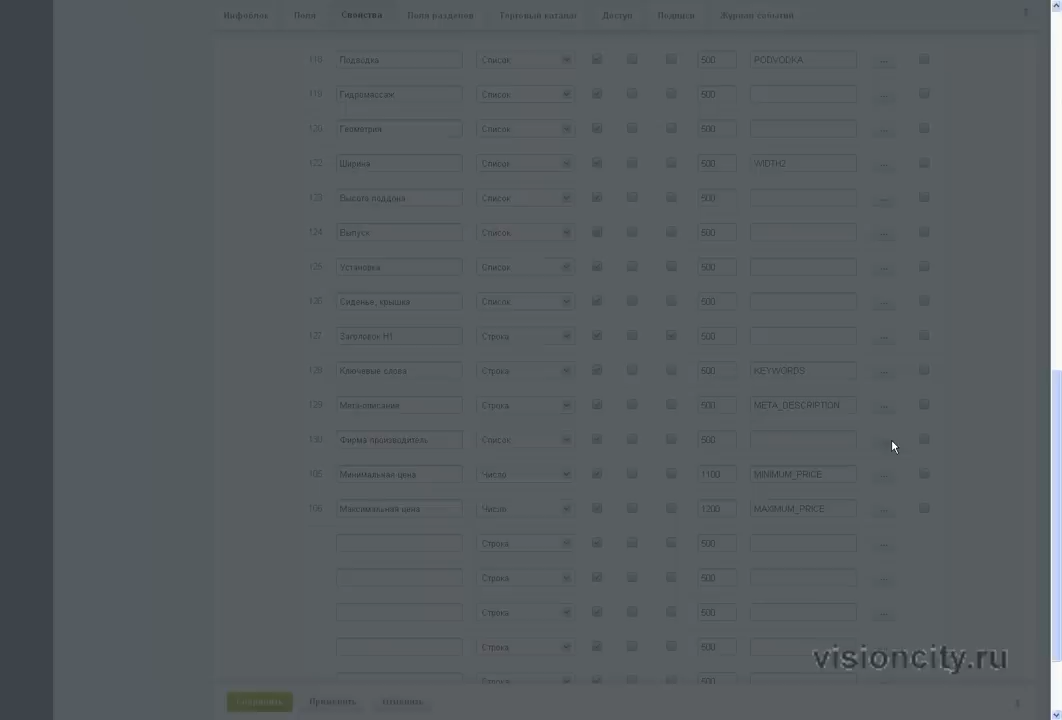 Инфоблок Поля Свойства Поля разделов Торговый каталог Доступ Подписи Журнал событий
118 Подводка Список 500 PODVODKA ...
119 Гидромассаж Список 500 ...
120 Геометрия Список 500 ...
122 Ширина Список 500 WIDTH2 ...
123 Высота поддона Список 500 ...
124 Выпуск Список 500 ...
125 Установка Список 500 ...
126 Сиденье, крышка Список 500 ...
127 Заголовок H1 Строка 500 ...
128 Ключевые слова Строка 500 KEYWORDS ...
129 Мета-описание Строка 500 META_DESCRIPTION ...
130 Фирма производитель Список 500
105 Минимальная цена Число 1100 MINIMUM_PRICE ...
106 Максимальная цена Число 1200 MAXIMUM_PRICE ...
Строка 500 ...
Строка 500 ...
Строка 500 ...
Строка 500
Строка 500
visioncity.ru
Сохранить Применить Отменить